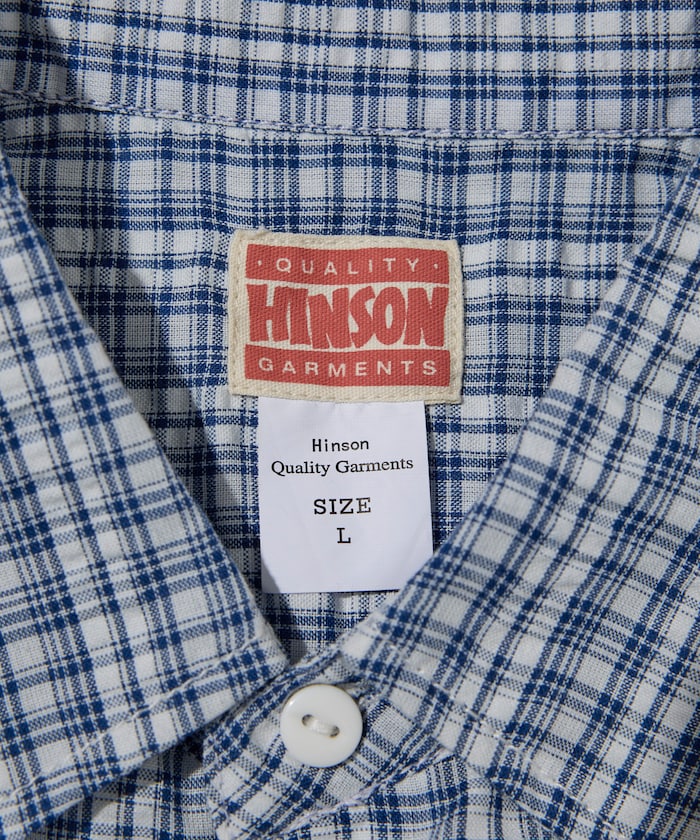 · QUALITY ·
HINSON
GARMENTS
Hinson
Quality Garments
SIZE
L